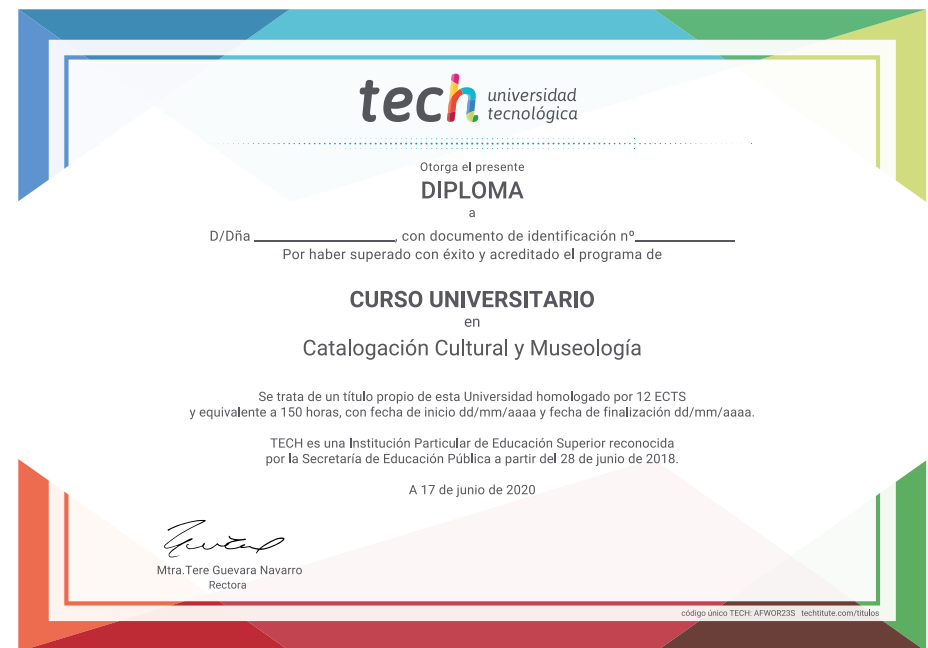 tech universidad
tecnológica
Otorga el presente
DIPLOMA
a
D/Dña ____________, con documento de identificación nº____________
Por haber superado con éxito y acreditado el programa de
CURSO UNIVERSITARIO
en
Catalogación Cultural y Museología
Se trata de un título propio de esta Universidad homologado por 12 ECTS
y equivalente a 150 horas, con fecha de inicio dd/mm/aaaa y fecha de finalización dd/mm/aaaa.
TECH es una Institución Particular de Educación Superior reconocida
por la Secretaría de Educación Pública a partir del 28 de junio de 2018.
A 17 de junio de 2020
Mtra.Tere Guevara Navarro
Rectora
código único TECH: AFWOR23S techtitute.com/titulos